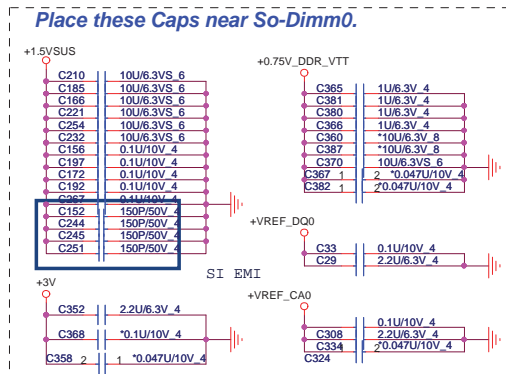 Place these Caps near So-Dimm0.
+1.5VSUS
C210 10U/6.3VS_6
C185 10U/6.3VS_6
C166 10U/6.3VS_6
C221 10U/6.3VS_6
C254 10U/6.3VS_6
C232 10U/6.3VS_6
C156 0.1U/10V_4
C197 0.1U/10V_4
C172 0.1U/10V_4
C192 0.1U/10V_4
C267 0.1U/10V_4
C152 150P/50V_4
C244 150P/50V_4
C245 150P/50V_4
C251 150P/50V_4
SI EMI
+3V
C352 2.2U/6.3V_4
C368 *0.1U/10V_4
C358 2 1 *0.047U/10V_4
+0.75V_DDR_VTT
C365 1U/6.3V_4
C381 1U/6.3V_4
C380 1U/6.3V_4
C366 1U/6.3V_4
C360 *10U/6.3V_8
C387 *10U/6.3V_8
C370 10U/6.3VS_6
C367 1 2 *0.047U/10V_4
C382 1 2 *0.047U/10V_4
+VREF_DQ0
C33 0.1U/10V_4
C29 2.2U/6.3V_4
+VREF_CA0
0.1U/10V_4
C308 2.2U/6.3V_4
C334 1 2 *0.047U/10V_4
C324